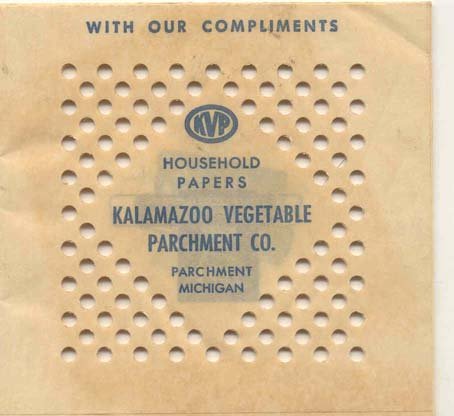 WITH OUR COMPLIMENTS
KVP
HOUSEHOLD
PAPERS
KALAMAZOO VEGETABLE
PARCHMENT CO.
PARCHMENT
MICHIGAN